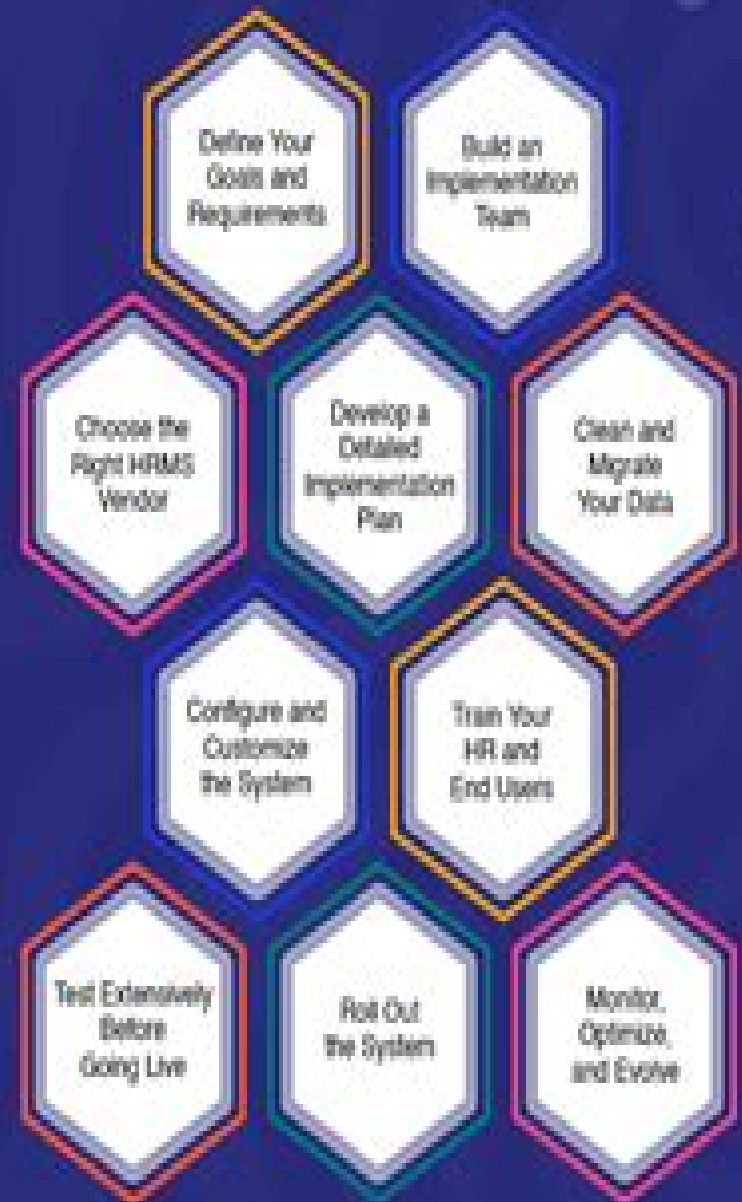 Define Your
Goals and
Requirements
Build an
Implementation
Team
Choose the
Right HRMS
Vendor
Develop a
Detailed
Implementation
Plan
Clean and
Migrate
Your Data
Configure and
Customize
the System
Train Your
HR and
End Users
Test Extensively
Before
Going Live
Roll Out
the System
Monitor,
Optimize,
and Evolve